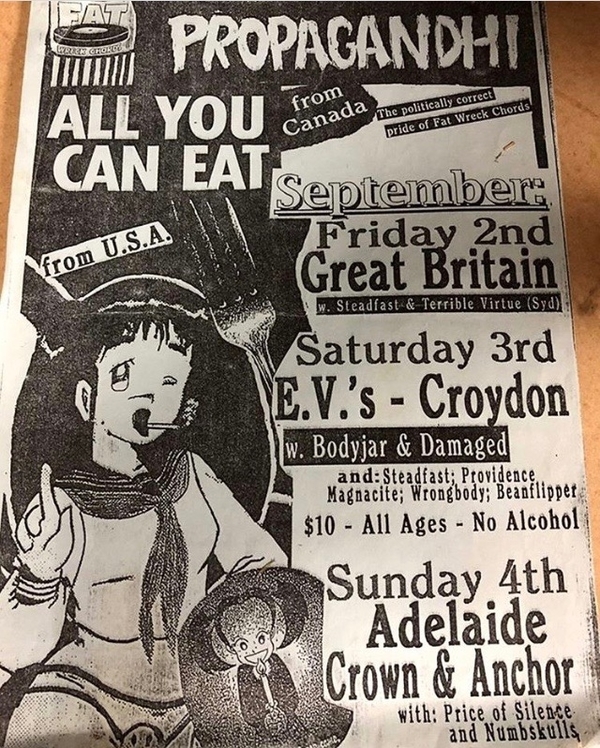 FAT
WRECK CHORDS
PROPAGANDHI
from
Canada
The politically correct
pride of Fat Wreck Chords
ALL YOU
CAN EAT
from U.S.A.
September:
Friday 2nd
Great Britain
w. Steadfast & Terrible Virtue (Syd)
Saturday 3rd
E.V.'s - Croydon
w. Bodyjar & Damaged
and: Steadfast; Providence
Magnacite; Wrongbody; Beanflipper
$10 - All Ages - No Alcohol
Sunday 4th
Adelaide
Crown & Anchor
with: Price of Silence
and Numbskulls